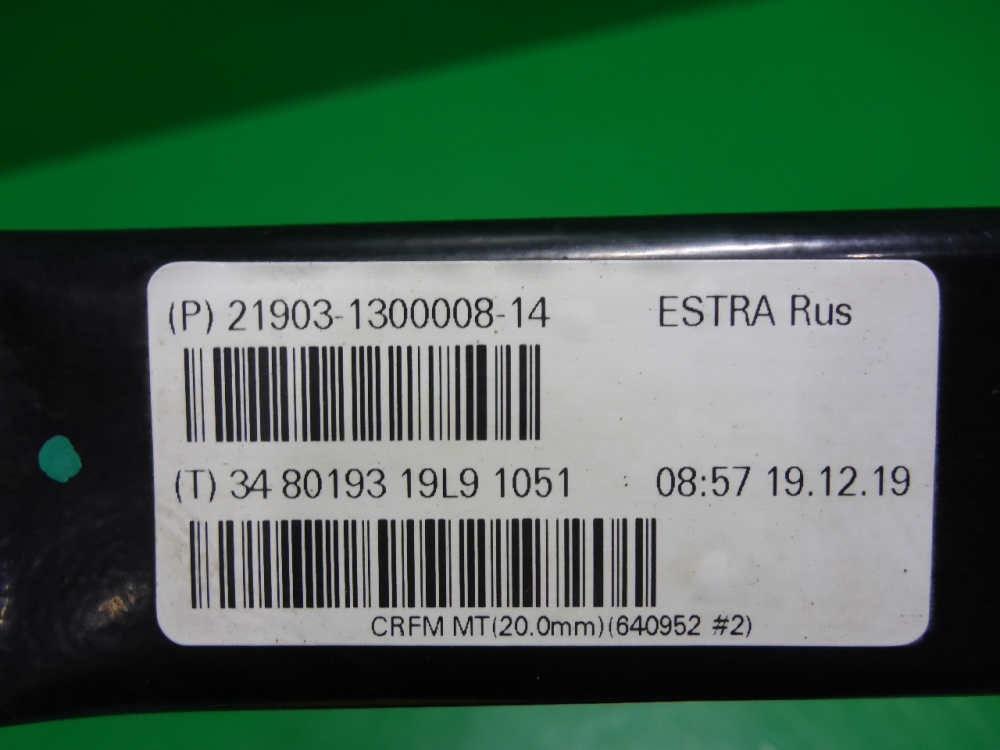 (P) 21903-1300008-14 ESTRA Rus
(T) 34 80193 19L9 1051 : 08:57 19.12.19
CRFM MT(20.0mm)(640952 #2)